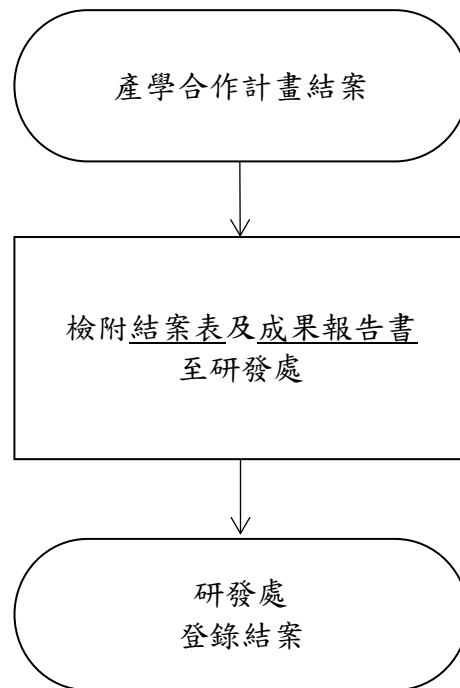 產學合作計畫結案
檢附結案表及成果報告書
至研發處
研發處
登錄結案